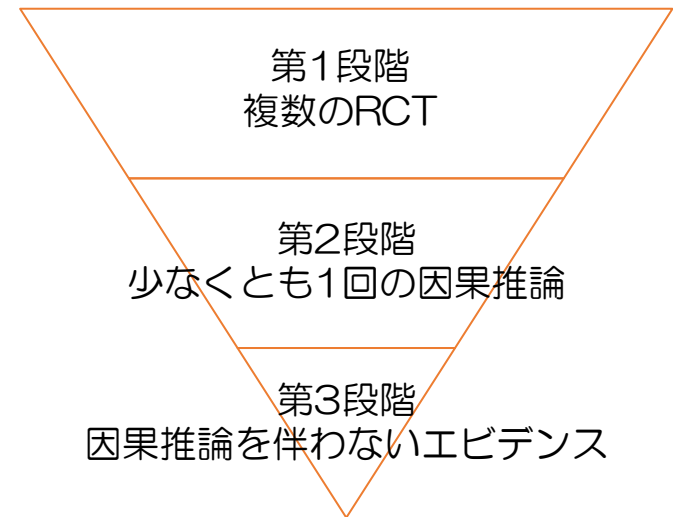 第1段階
複数のRCT
第2段階
少なくとも1回の因果推論
第3段階
因果推論を伴わないエビデンス